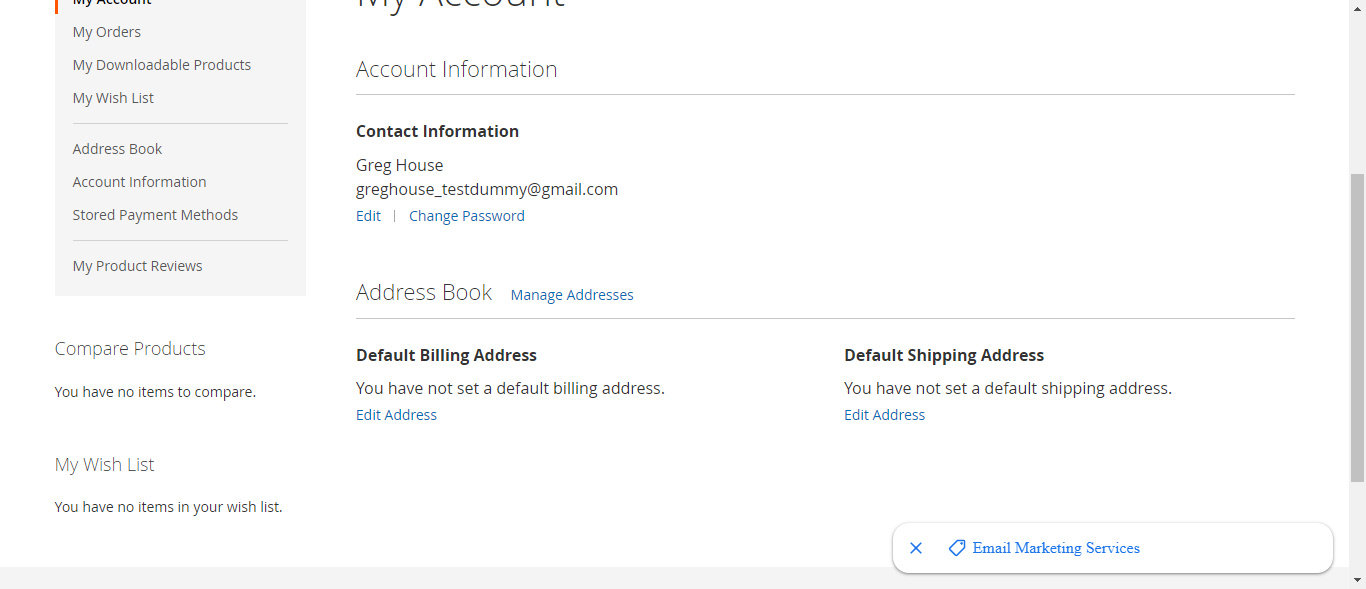 My Account
My Orders
My Downloadable Products
My Wish List
Address Book
Account Information
Stored Payment Methods
My Product Reviews
Compare Products
You have no items to compare.
My Wish List
You have no items in your wish list.
My Account
Account Information
Contact Information
Greg House
greghouse_testdummy@gmail.com
Edit | Change Password
Address Book Manage Addresses
Default Billing Address
You have not set a default billing address.
Edit Address
Default Shipping Address
You have not set a default shipping address.
Edit Address
Email Marketing Services